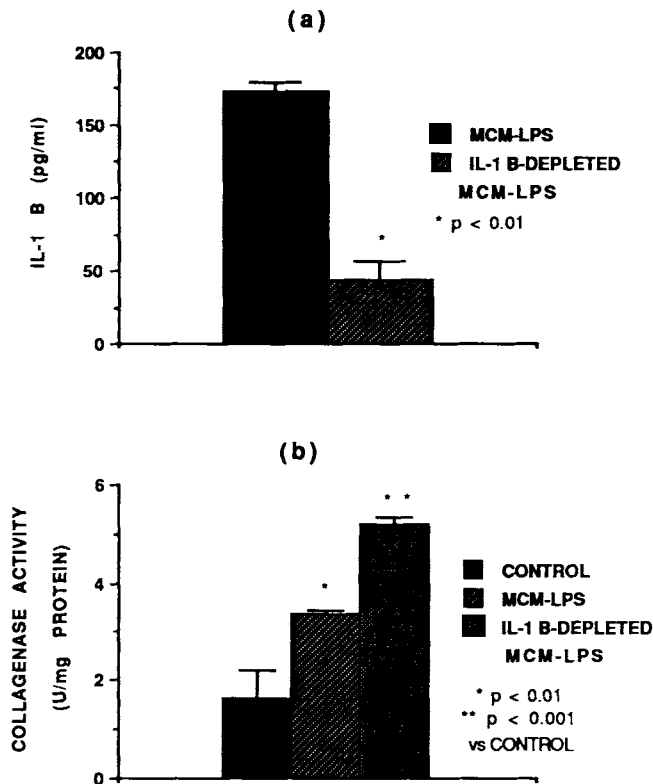 (a)
200
150
100
50
0
IL-1 B (pg/ml)
MCM-LPS
IL-1 B-DEPLETED
MCM-LPS
* p < 0.01
*
(b)
6
4
2
0
COLLAGENASE ACTIVITY
(U/mg PROTEIN)
*
* *
CONTROL
MCM-LPS
IL-1 B-DEPLETED
MCM-LPS
* p < 0.01
** p < 0.001
vs CONTROL